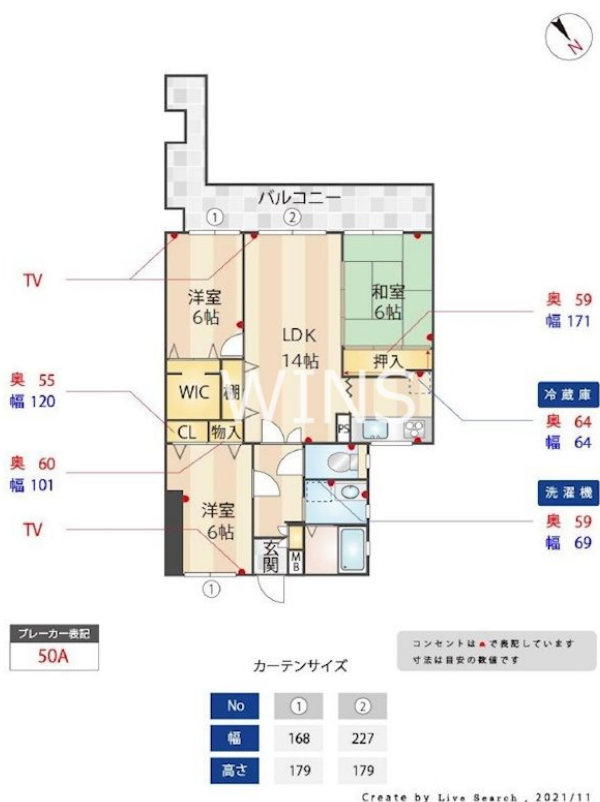 N
バルコニー
① ②
TV
洋室
6帖
LDK
14帖
和室
6帖
奥 59
幅 171
押入
WIC
棚
WINS
奥 55
幅 120
冷蔵庫
奥 64
幅 64
CL
物入
PS
奥 60
幅 101
洗濯機
奥 59
幅 69
洋室
6帖
TV
玄関
MB
①
ブレーカー表記
50A
コンセントは で表記しています
寸法は目安の数値です
カーテンサイズ
No ① ②
幅 168 227
高さ 179 179
Create by Live Search , 2021/11